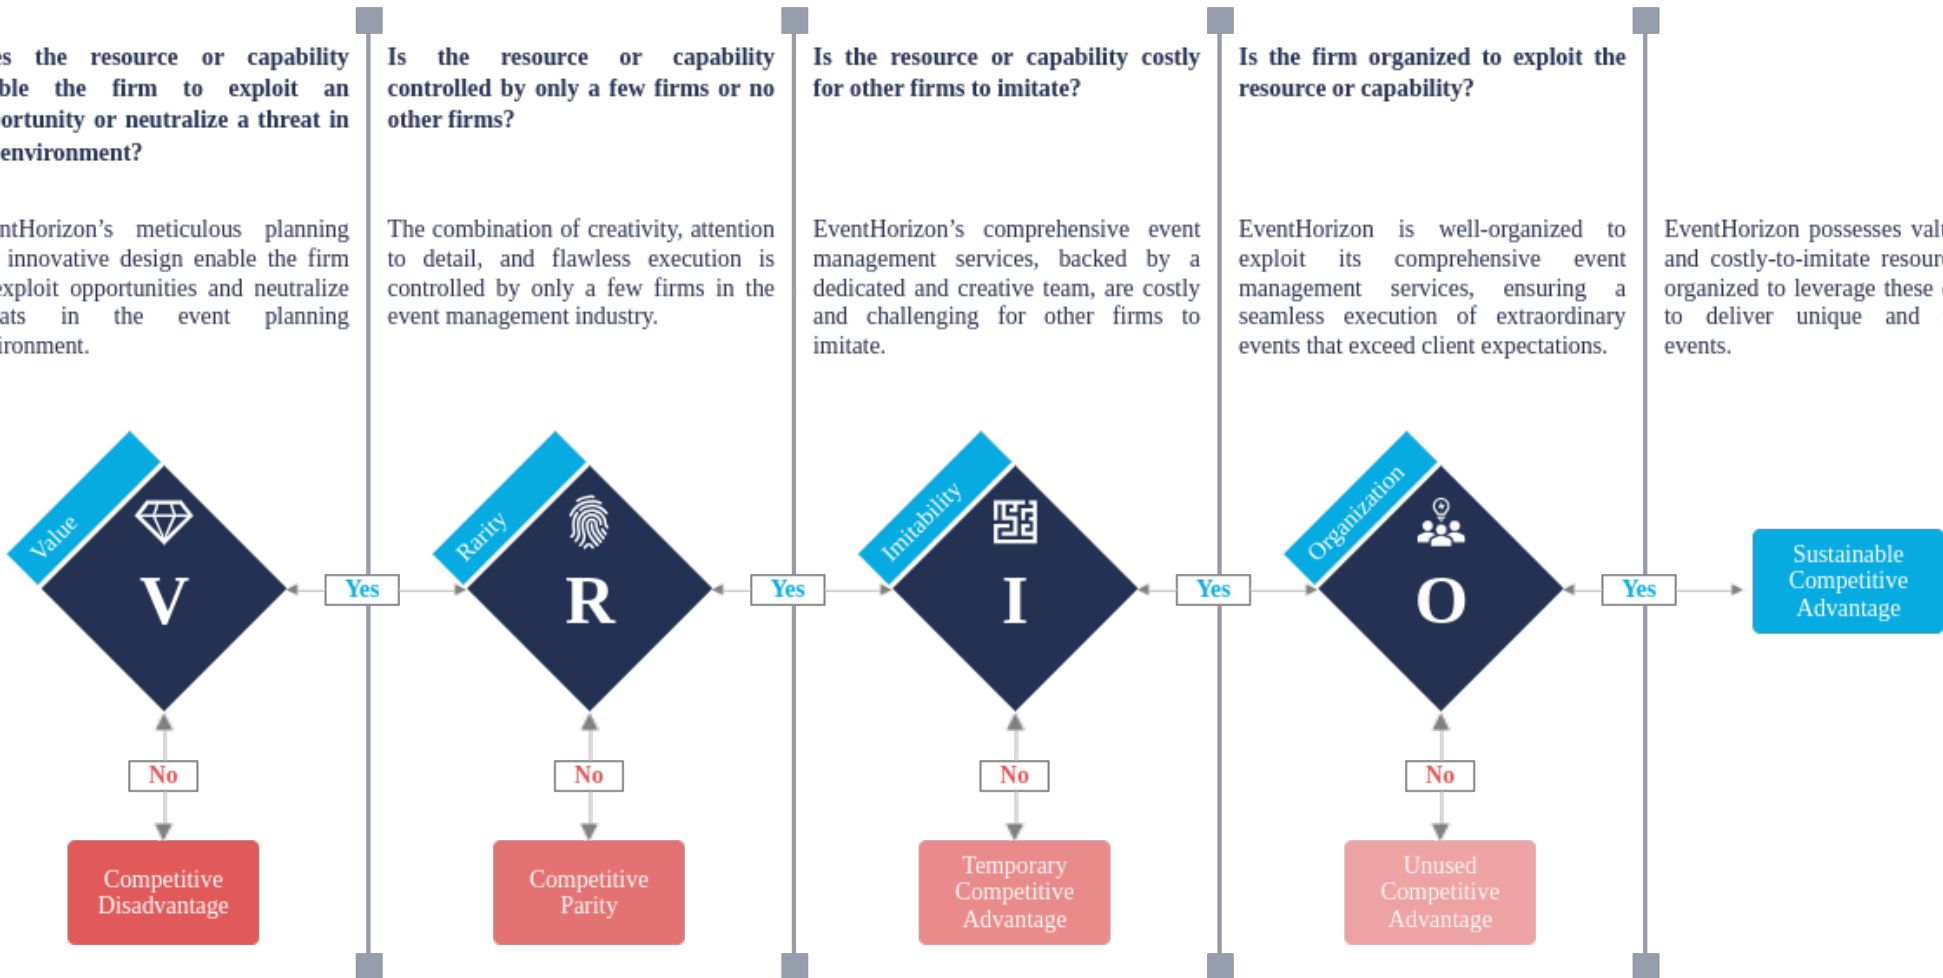 es the resource or capability
ble the firm to exploit an
ortunity or neutralize a threat in
environment?
Is the resource or capability
controlled by only a few firms or no
other firms?
Is the resource or capability costly
for other firms to imitate?
Is the firm organized to exploit the
resource or capability?
ntHorizon’s meticulous planning
innovative design enable the firm
exploit opportunities and neutralize
ats in the event planning
ironment.
The combination of creativity, attention
to detail, and flawless execution is
controlled by only a few firms in the
event management industry.
EventHorizon’s comprehensive event
management services, backed by a
dedicated and creative team, are costly
and challenging for other firms to
imitate.
EventHorizon is well-organized to
exploit its comprehensive event
management services, ensuring a
seamless execution of extraordinary
events that exceed client expectations.
EventHorizon possesses valu
and costly-to-imitate resour
organized to leverage these
to deliver unique and
events.
Value
V
Rarity
R
Imitability
I
Organization
O
Yes
Yes
Yes
Yes
Sustainable
Competitive
Advantage
No
No
No
No
Competitive
Disadvantage
Competitive
Parity
Temporary
Competitive
Advantage
Unused
Competitive
Advantage